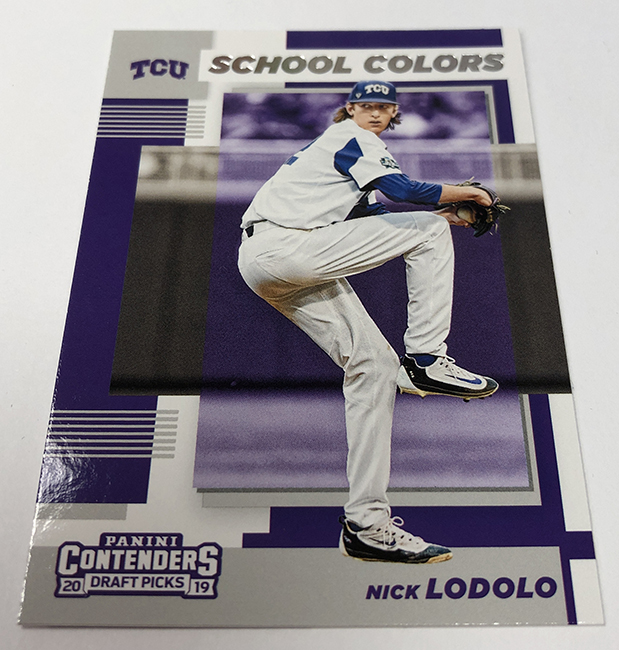 TCU SCHOOL COLORS
TCU
PANINI
CONTENDERS
20 DRAFT PICKS 19
NICK LODOLO